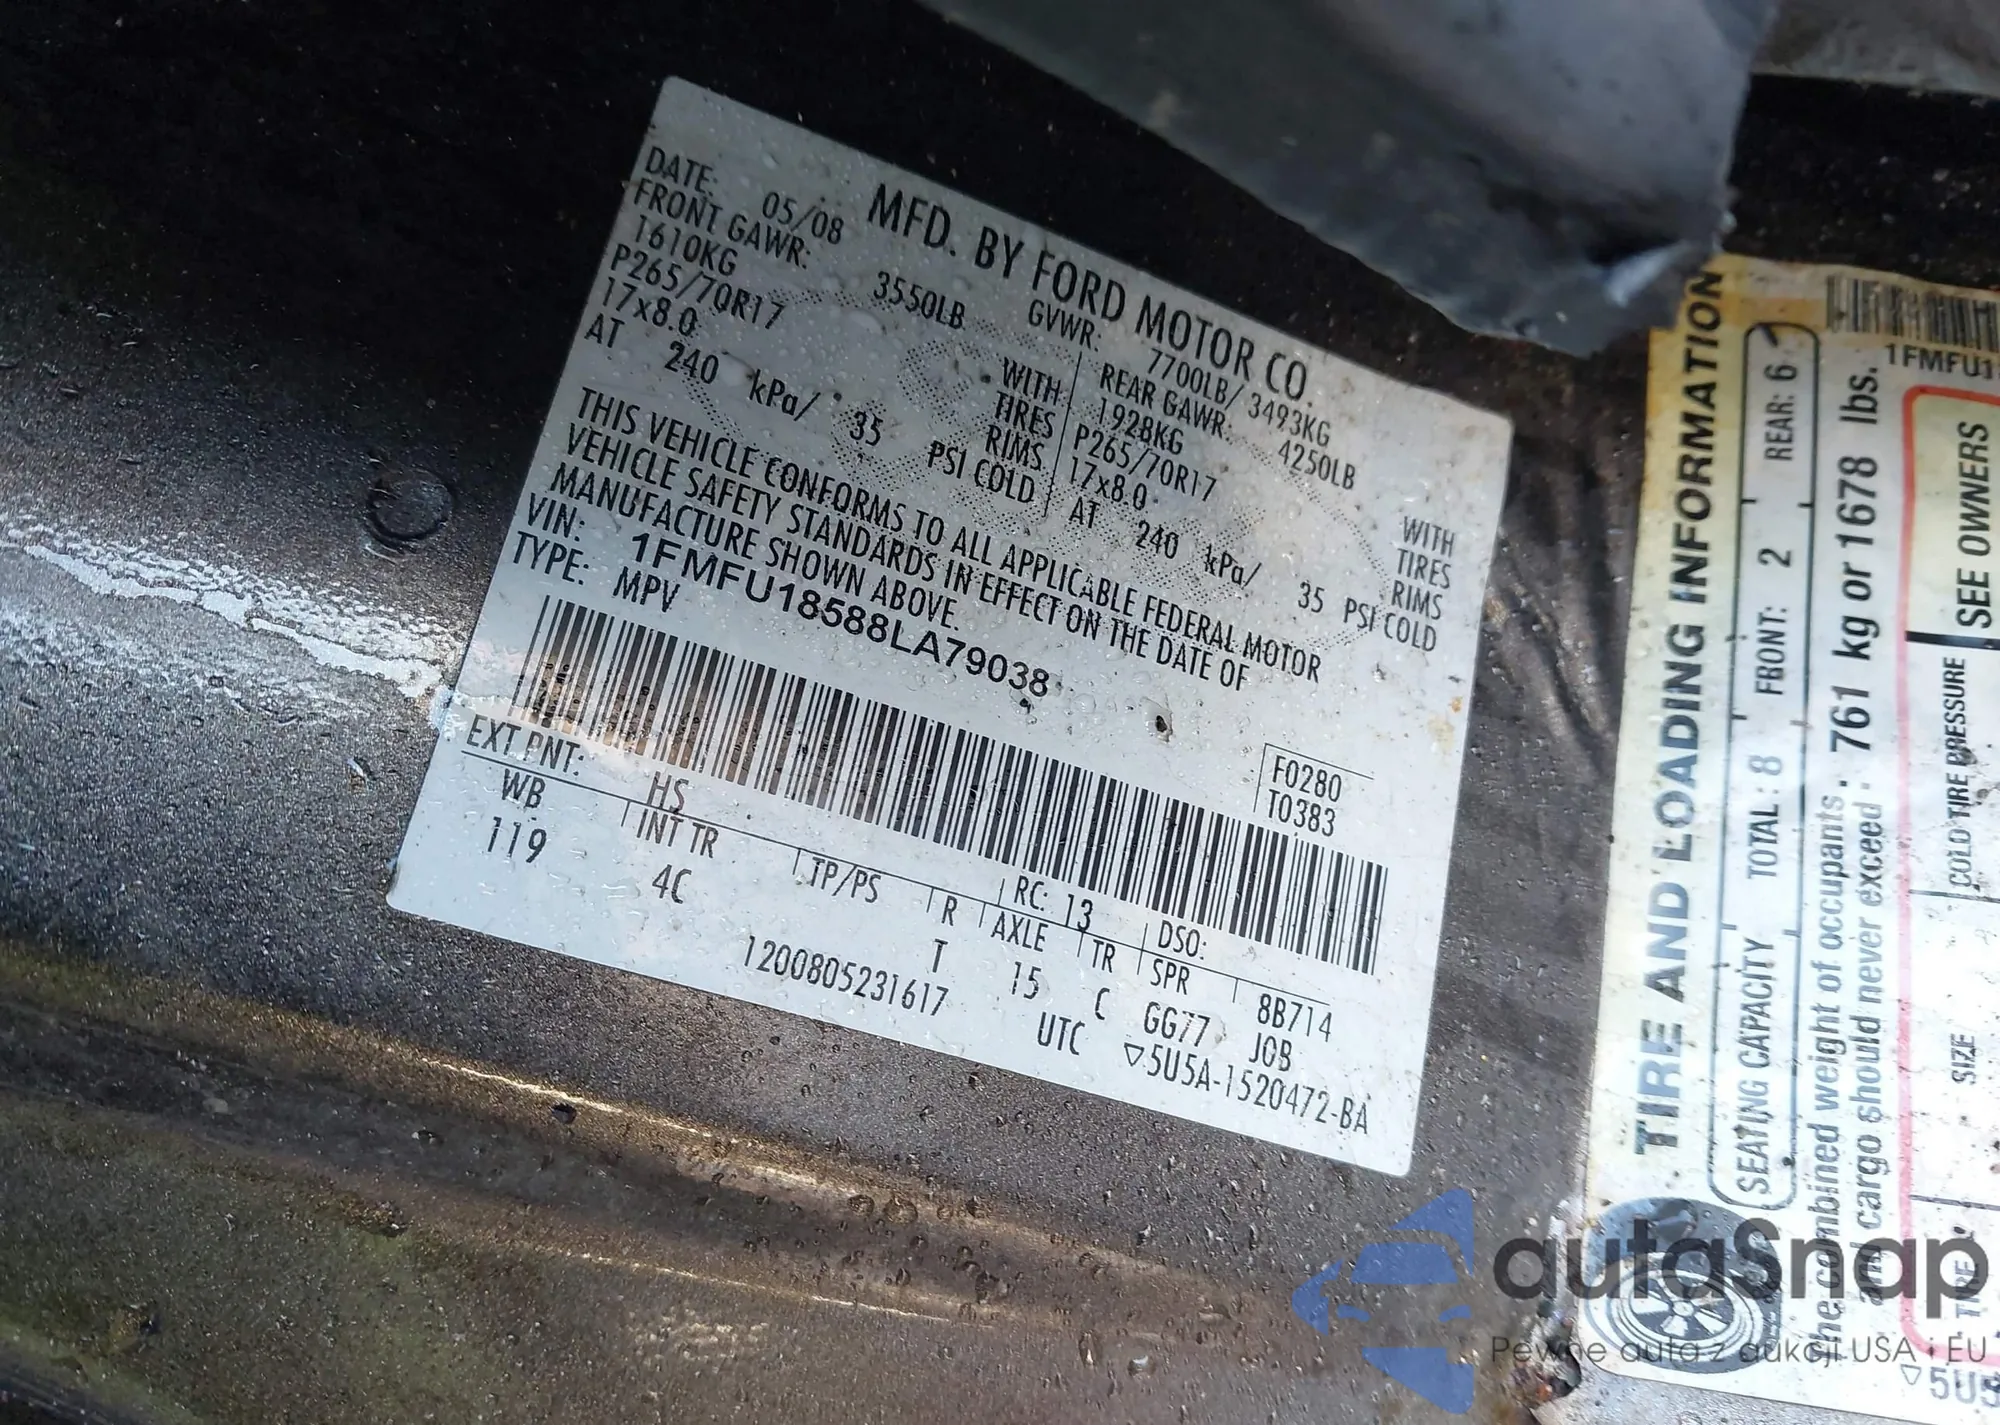 MFD. BY FORD MOTOR CO.
DATE: 05/08 GVWR: 7700LB/ 3493KG
FRONT GAWR: 3550LB REAR GAWR: 4250LB
1610KG WITH 1928KG WITH
P265/70R17 TIRES P265/70R17 TIRES
17x8.0 RIMS 17x8.0 RIMS
AT 240 kPa/ 35 PSI COLD AT 240 kPa/ 35 PSI COLD
THIS VEHICLE CONFORMS TO ALL APPLICABLE FEDERAL MOTOR
VEHICLE SAFETY STANDARDS IN EFFECT ON THE DATE OF
MANUFACTURE SHOWN ABOVE.
VIN: 1FMFU18588LA79038
TYPE: MPV
F0280
T0383
EXT PNT: HS RC: 13 DSO:
WB INT TR TP/PS R AXLE TR SPR 8B714
119 4C T 15 C GG77 JOB
1200805231617 UTC ▽5U5A-1520472-BA
TIRE AND LOADING INFORMATION
SEATING CAPACITY TOTAL: 8 FRONT: 2 REAR: 6
The combined weight of occupants
and cargo should never exceed 761 kg or 1678 lbs.
1FMFU1
SEE OWNERS
COLD TIRE PRESSURE
SIZE
TIRE
▽5U5
autaSnap
Pewne auta z aukcji USA i EU